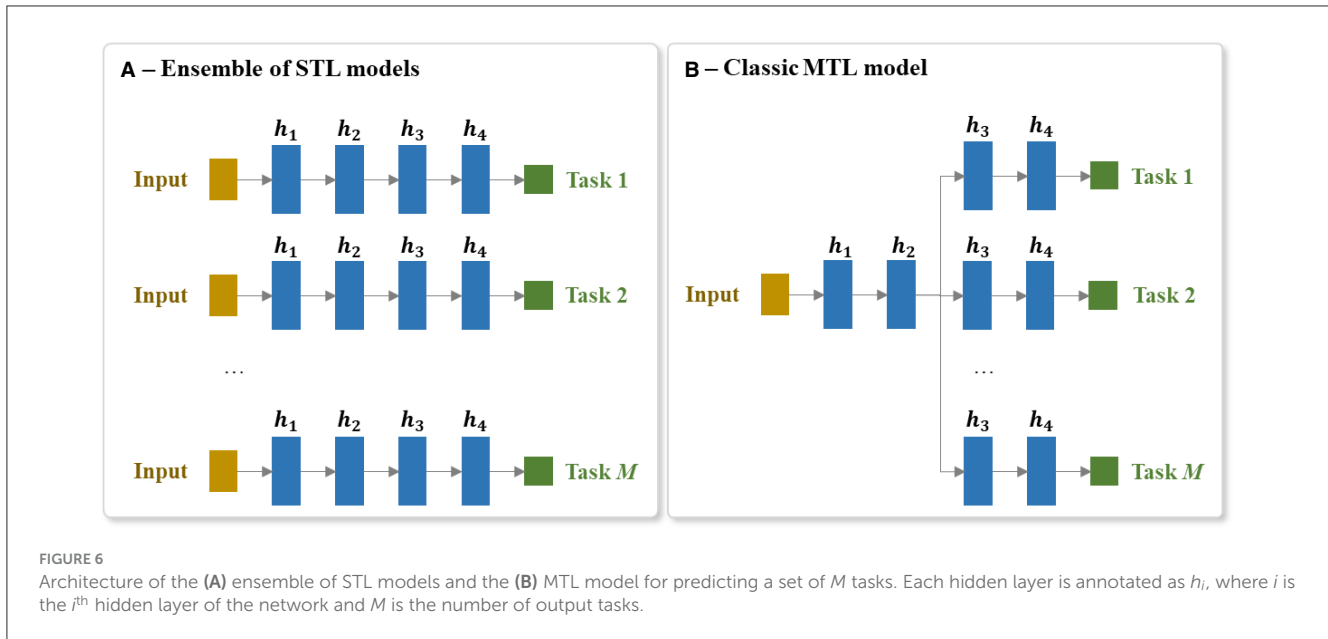 A – Ensemble of STL models
h₁ h₂ h₃ h₄
Input Task 1
h₁ h₂ h₃ h₄
Input Task 2
...
h₁ h₂ h₃ h₄
Input Task M
B – Classic MTL model
h₃ h₄
Task 1
h₁ h₂ h₃ h₄
Input Task 2
...
h₃ h₄
Task M
FIGURE 6
Architecture of the (A) ensemble of STL models and the (B) MTL model for predicting a set of M tasks. Each hidden layer is annotated as hᵢ, where i is
the iᵗʰ hidden layer of the network and M is the number of output tasks.